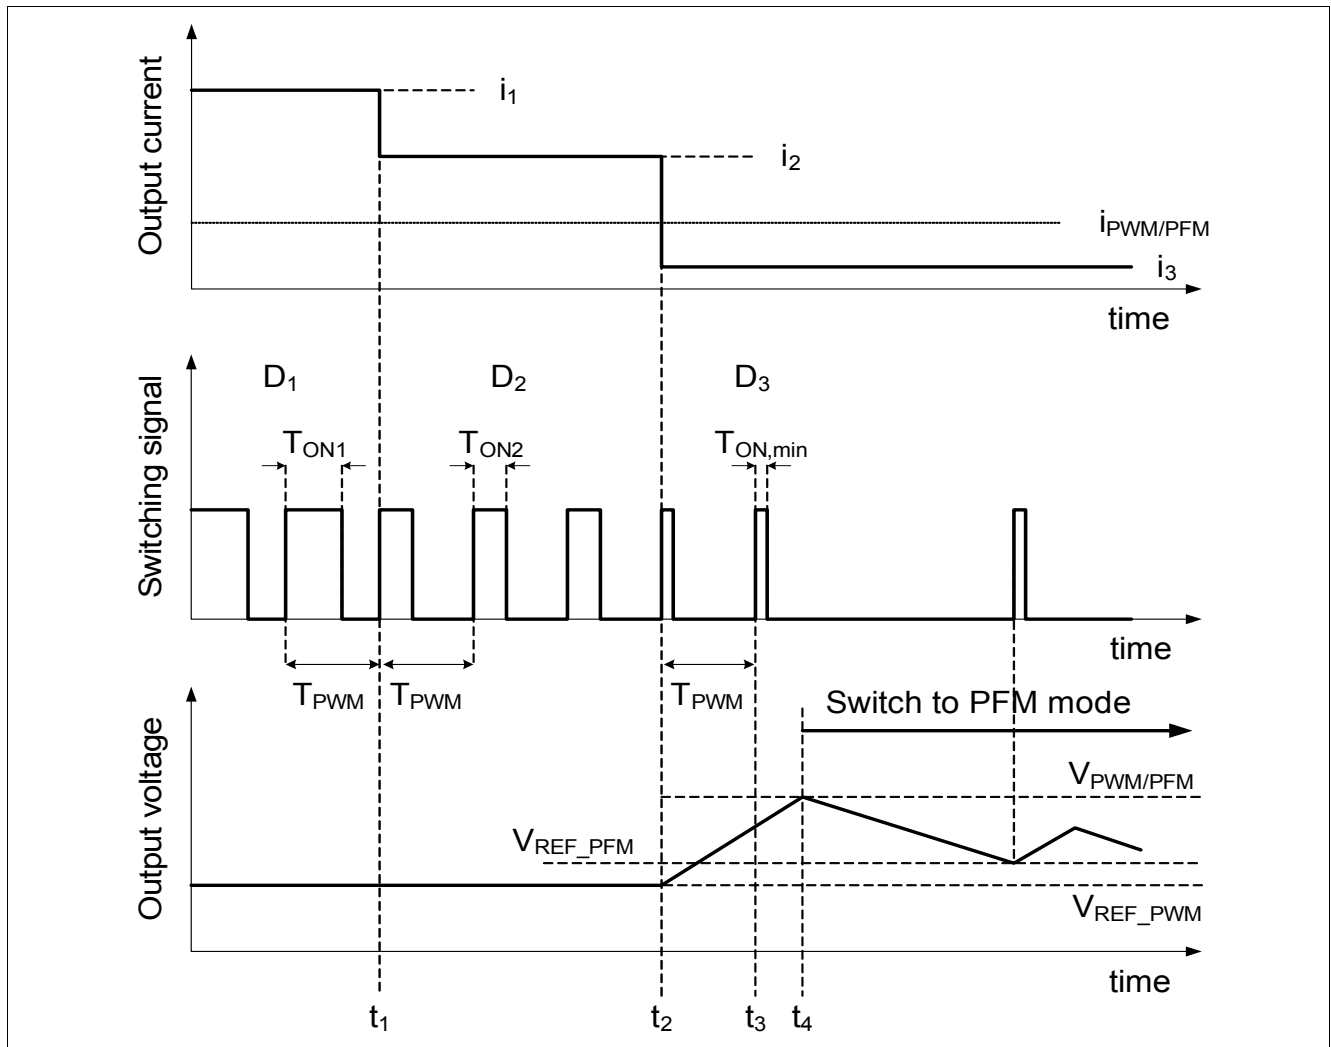 Output current
i1
i2
iPWM/PFM
i3
time
Switching signal
D1
D2
D3
TON1
TON2
TON,min
time
TPWM
TPWM
TPWM
Output voltage
Switch to PFM mode
VPWM/PFM
VREF_PFM
VREF_PWM
time
t1
t2
t3
t4